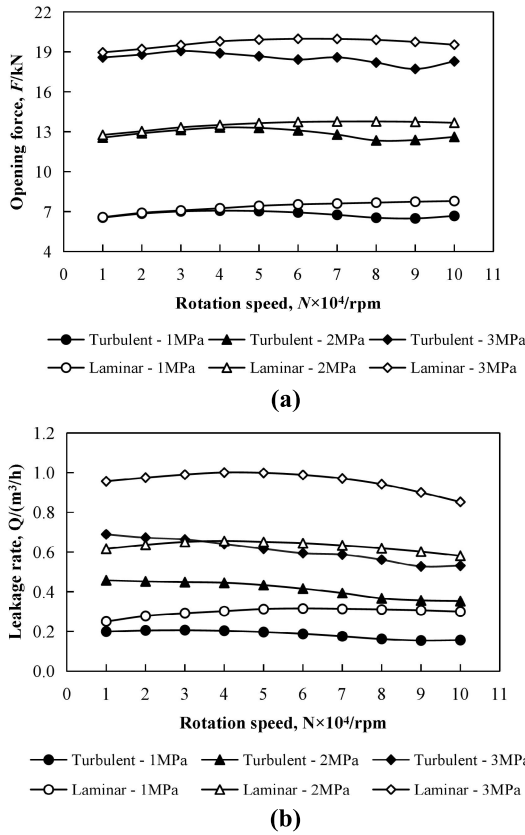 (a)
22
19
16
13
10
7
4
Opening force, F/kN
0 1 2 3 4 5 6 7 8 9 10 11
Rotation speed, N×10⁴/rpm
Turbulent - 1MPa Turbulent - 2MPa Turbulent - 3MPa
Laminar - 1MPa Laminar - 2MPa Laminar - 3MPa
(a)
1.2
1.0
0.8
0.6
0.4
0.2
0.0
Leakage rate, Q/(m³/h)
0 1 2 3 4 5 6 7 8 9 10 11
Rotation speed, N×10⁴/rpm
Turbulent - 1MPa Turbulent - 2MPa Turbulent - 3MPa
Laminar - 1MPa Laminar - 2MPa Laminar - 3MPa
(b)